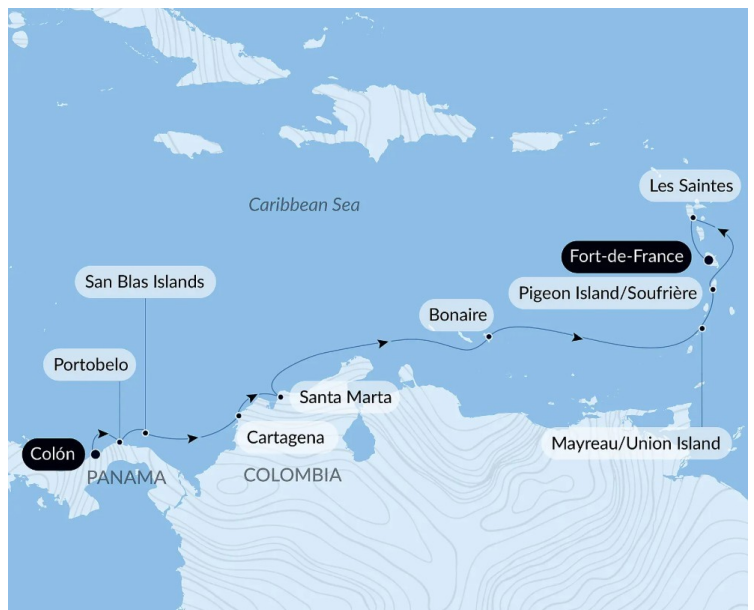 Les Saintes
Caribbean Sea
Fort-de-France
San Blas Islands
Pigeon Island/Soufrière
Bonaire
Portobelo
Santa Marta
Cartagena
Mayreau/Union Island
Colón
PANAMA
COLOMBIA